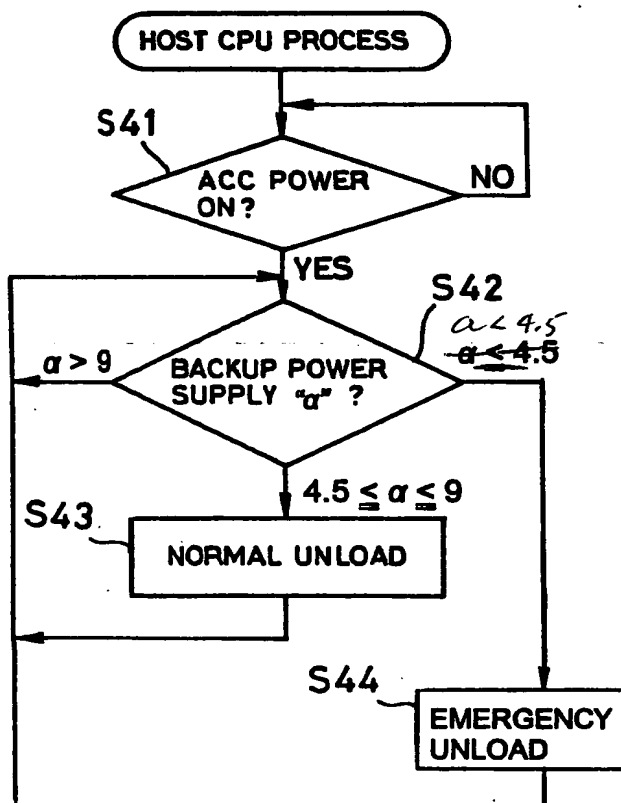 HOST CPU PROCESS
S41
ACC POWER
ON?
NO
YES
S42
α < 4.5
α < 4.5
α > 9
BACKUP POWER
SUPPLY "α" ?
4.5 ≤ α ≤ 9
S43
NORMAL UNLOAD
S44
EMERGENCY
UNLOAD